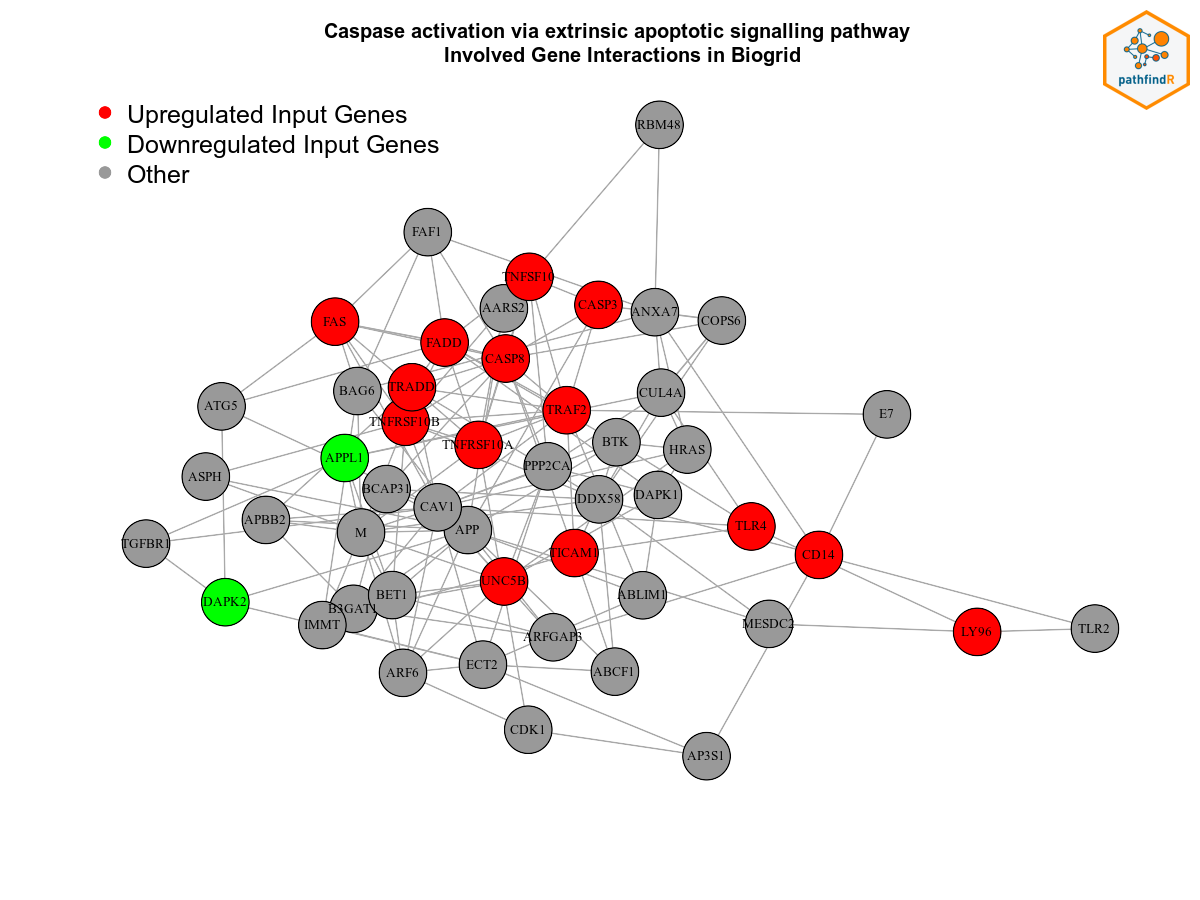 Caspase activation via extrinsic apoptotic signalling pathway
Involved Gene Interactions in Biogrid
pathfindR
Upregulated Input Genes
Downregulated Input Genes
Other
RBM48
FAF1
TNFSF10
AARS2
CASP3
ANXA7
COPS6
FAS
FADD
CASP8
BAG6
TRADD
CUL4A
ATG5
TNFRSF10B
TRAF2
E7
TNFRSF10A
BTK
HRAS
APPL1
PPP2CA
ASPH
BCAP31
DDX58
DAPK1
CAV1
APBB2
M
APP
TLR4
TGFBR1
TICAM1
CD14
UNC5B
DAPK2
B3GAT1
BET1
ABLIM1
IMMT
ARFGAP3
MESDC2
LY96
TLR2
ARF6
ECT2
ABCF1
CDK1
AP3S1